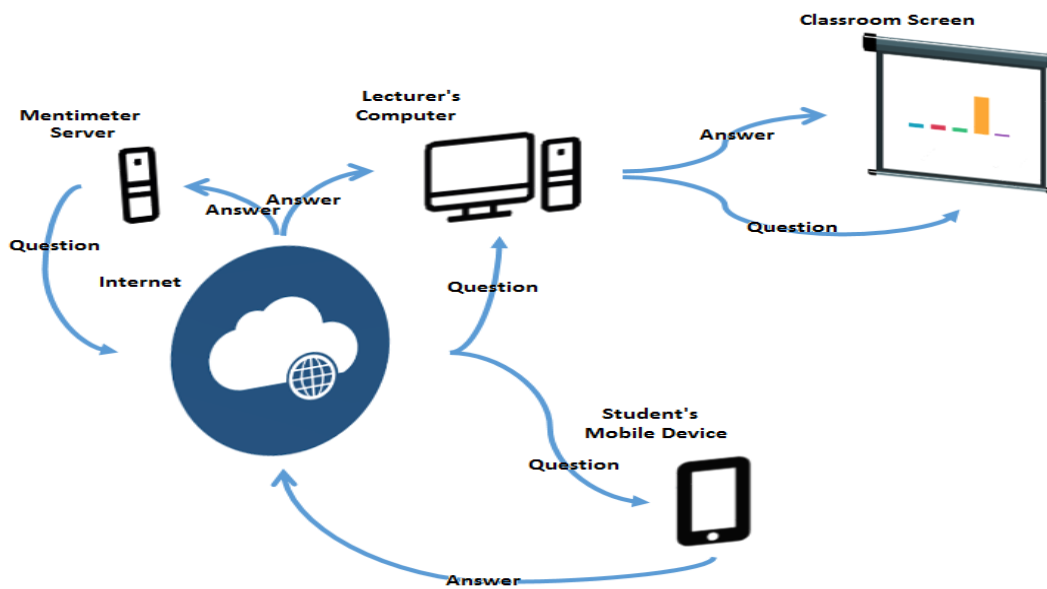 Classroom Screen
Lecturer's
Computer
Mentimeter
Server
Answer
Answer
Answer
Question
Question
Internet
Question
Student's
Mobile Device
Question
Answer